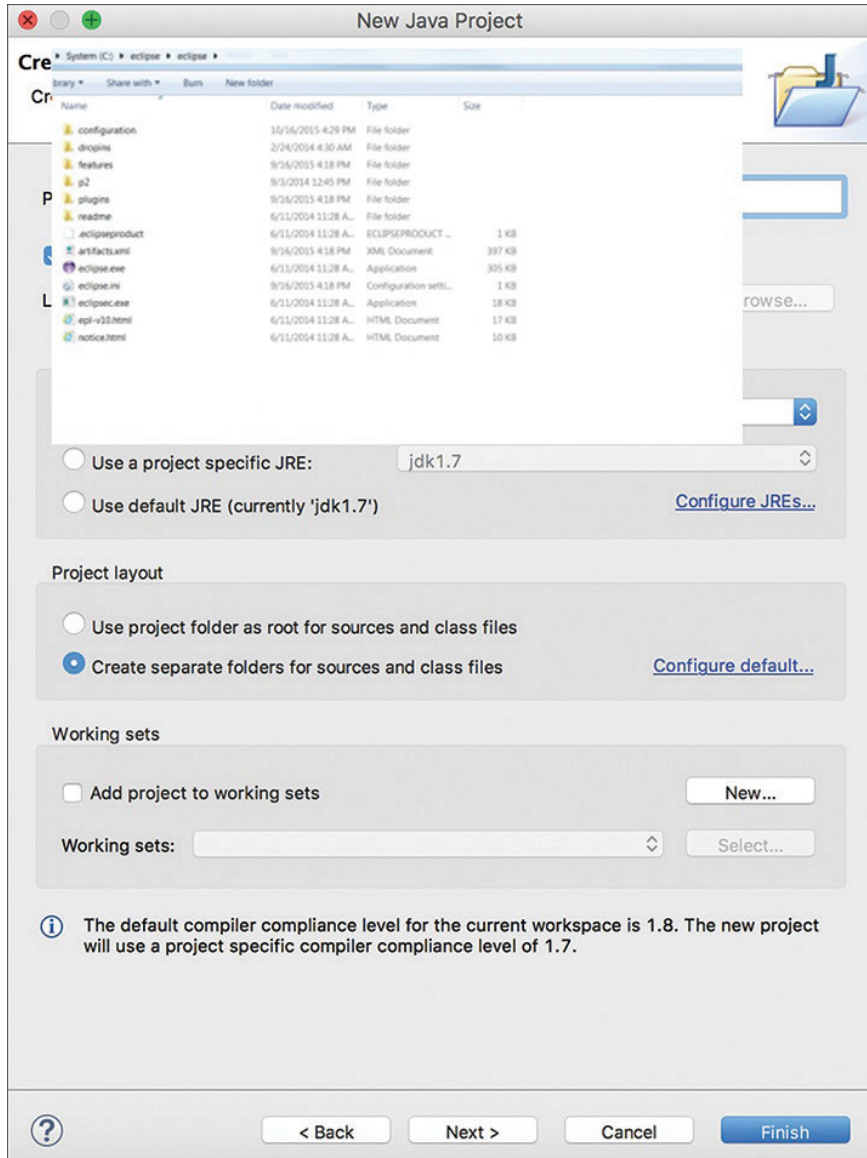 New Java Project
Cre
System (C:) ▸ eclipse ▸ eclipse ▸
brary Share with Burn New folder
Cr
Name Date modified Type Size
configuration 10/16/2015 4:29 PM File folder
dropins 2/24/2014 4:30 AM File folder
features 9/16/2015 4:18 PM File folder
p2 9/3/2014 12:45 PM File folder
plugins 9/16/2015 4:18 PM File folder
P
readme 6/11/2014 11:28 A... File folder
.eclipseproduct 6/11/2014 11:28 A... ECLIPSEPRODUCT ... 1 KB
artifacts.xml 9/16/2015 4:18 PM XML Document 397 KB
eclipse.exe 6/11/2014 11:28 A... Application 305 KB
eclipse.ini 9/16/2015 4:18 PM Configuration setti... 1 KB
L
eclipsec.exe 6/11/2014 11:28 A... Application 18 KB
rowse...
epl-v10.html 6/11/2014 11:28 A... HTML Document 17 KB
notice.html 6/11/2014 11:28 A... HTML Document 10 KB
Use a project specific JRE: jdk1.7
Use default JRE (currently 'jdk1.7') Configure JREs...
Project layout
Use project folder as root for sources and class files
Create separate folders for sources and class files Configure default...
Working sets
Add project to working sets New...
Working sets: Select...
The default compiler compliance level for the current workspace is 1.8. The new project
will use a project specific compiler compliance level of 1.7.
? < Back Next > Cancel Finish